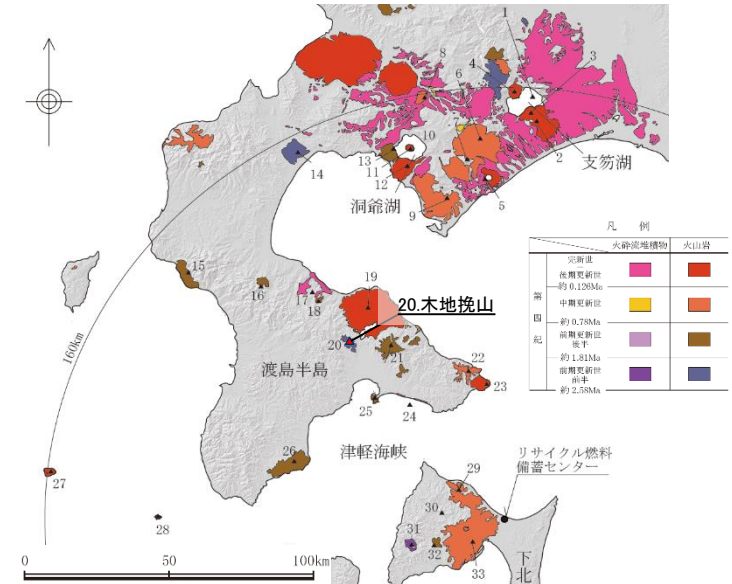 1
3
8
4
6
2
支笏湖
10
13
11
12
14
洞爺湖
5
9
凡 例
火砕流堆積物 火山岩
第四紀
完新世
後期更新世
約 0.126Ma
中期更新世
約 0.78Ma
前期更新世
後半
約 1.81Ma
前期更新世
前半
約 2.58Ma
15
16
17
18
19
20.木地挽山
20
21
160km
渡島半島
22
23
25
24
津軽海峡
26
リサイクル燃料
備蓄センター
27
28
29
30
31
32
33
下北
0 50 100km